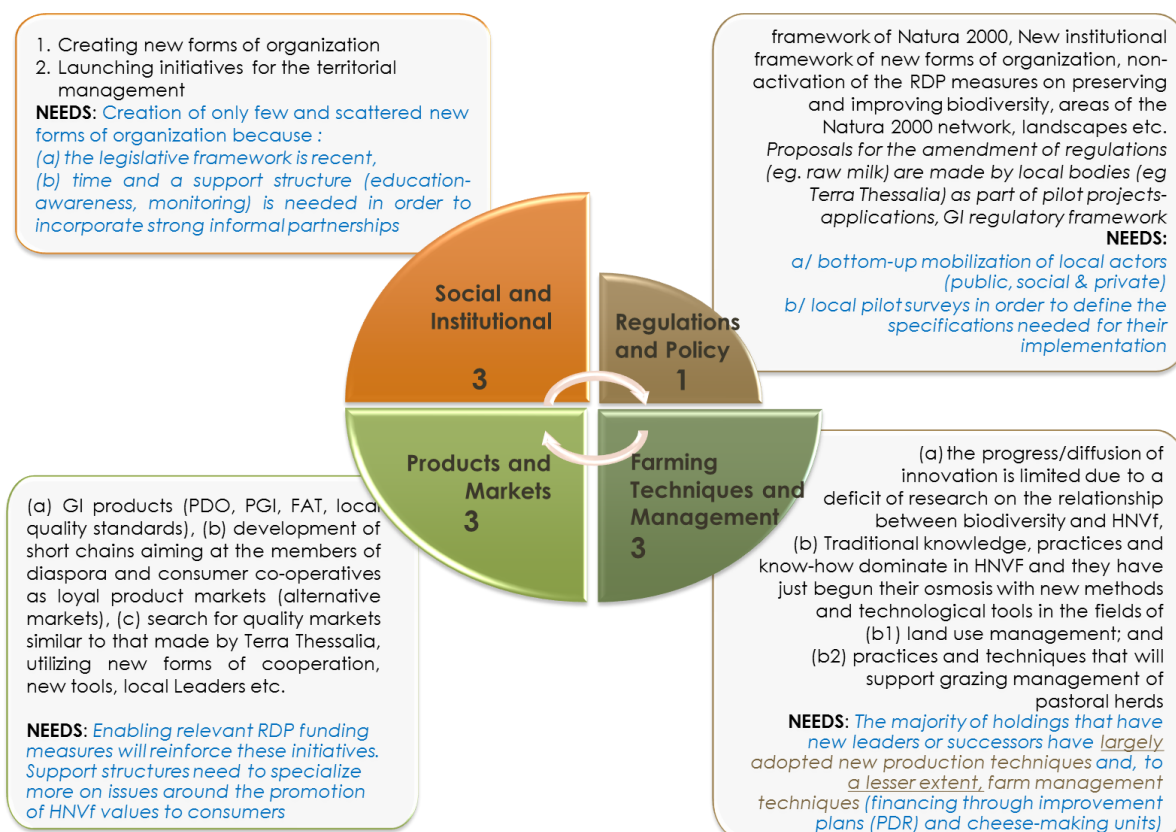 1. Creating new forms of organization
2. Launching initiatives for the territorial
management
NEEDS: Creation of only few and scattered new
forms of organization because :
(a) the legislative framework is recent,
(b) time and a support structure (education-
awareness, monitoring) is needed in order to
incorporate strong informal partnerships
framework of Natura 2000, New institutional
framework of new forms of organization, non-
activation of the RDP measures on preserving
and improving biodiversity, areas of the
Natura 2000 network, landscapes etc.
Proposals for the amendment of regulations
(eg. raw milk) are made by local bodies (eg
Terra Thessalia) as part of pilot projects-
applications, GI regulatory framework
NEEDS:
a/ bottom-up mobilization of local actors
(public, social & private)
b/ local pilot surveys in order to define the
specifications needed for their
implementation
Social and
Institutional
3
Regulations
and Policy
1
Products and
Markets
3
Farming
Techniques and
Management
3
(a) GI products (PDO, PGI, FAT, local
quality standards), (b) development of
short chains aiming at the members of
diaspora and consumer co-operatives
as loyal product markets (alternative
markets), (c) search for quality markets
similar to that made by Terra Thessalia,
utilizing new forms of cooperation,
new tools, local Leaders etc.
NEEDS: Enabling relevant RDP funding
measures will reinforce these initiatives.
Support structures need to specialize
more on issues around the promotion
of HNVf values to consumers
(a) the progress/diffusion of
innovation is limited due to a
deficit of research on the relationship
between biodiversity and HNVf,
(b) Traditional knowledge, practices and
know-how dominate in HNVF and they have
just begun their osmosis with new methods
and technological tools in the fields of
(b1) land use management; and
(b2) practices and techniques that will
support grazing management of
pastoral herds
NEEDS: The majority of holdings that have
new leaders or successors have largely
adopted new production techniques and, to
a lesser extent, farm management
techniques (financing through improvement
plans (PDR) and cheese-making units)